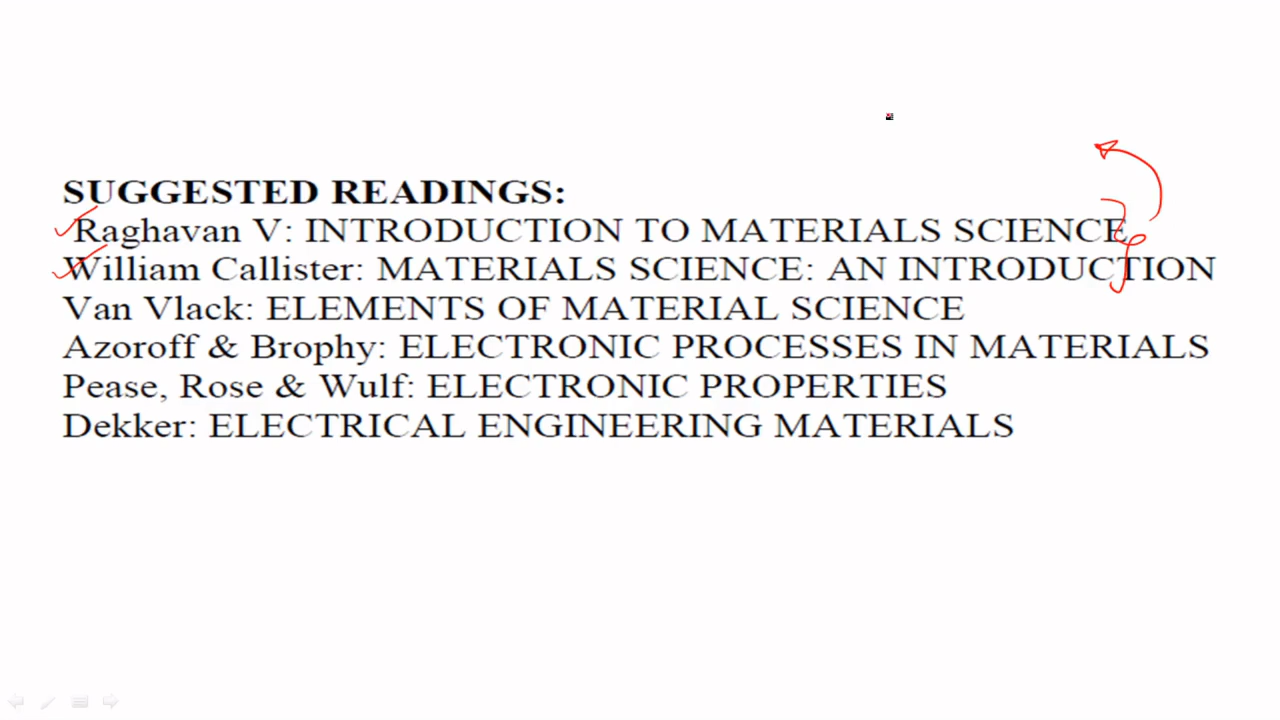 SUGGESTED READINGS:
Raghavan V: INTRODUCTION TO MATERIALS SCIENCE
William Callister: MATERIALS SCIENCE: AN INTRODUCTION
Van Vlack: ELEMENTS OF MATERIAL SCIENCE
Azoroff & Brophy: ELECTRONIC PROCESSES IN MATERIALS
Pease, Rose & Wulf: ELECTRONIC PROPERTIES
Dekker: ELECTRICAL ENGINEERING MATERIALS